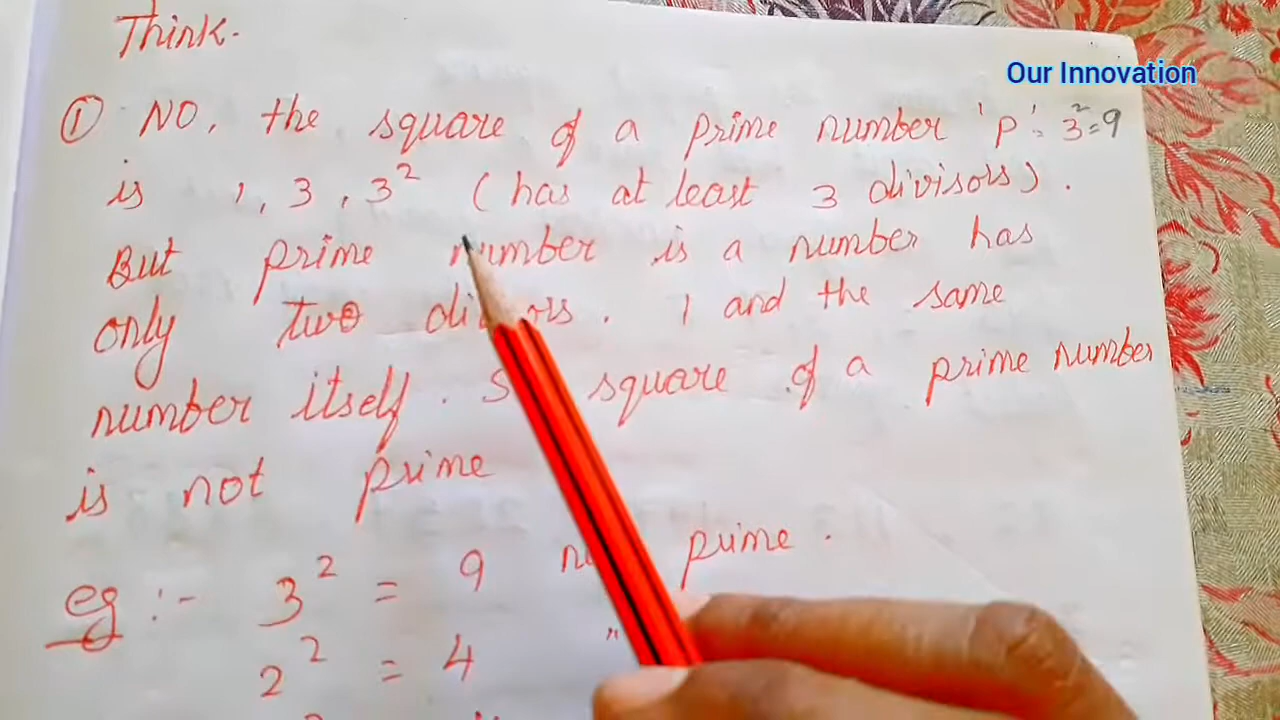 Think.
Our Innovation
① NO, the square of a prime number 'p' = 3² = 9
is 1, 3, 3² (has at least 3 divisors).
But prime number is a number has
only two . 1 and the same
number itself. square of a prime number
is not prime
eg :- 3² = 9 prime.
2² = 4 "